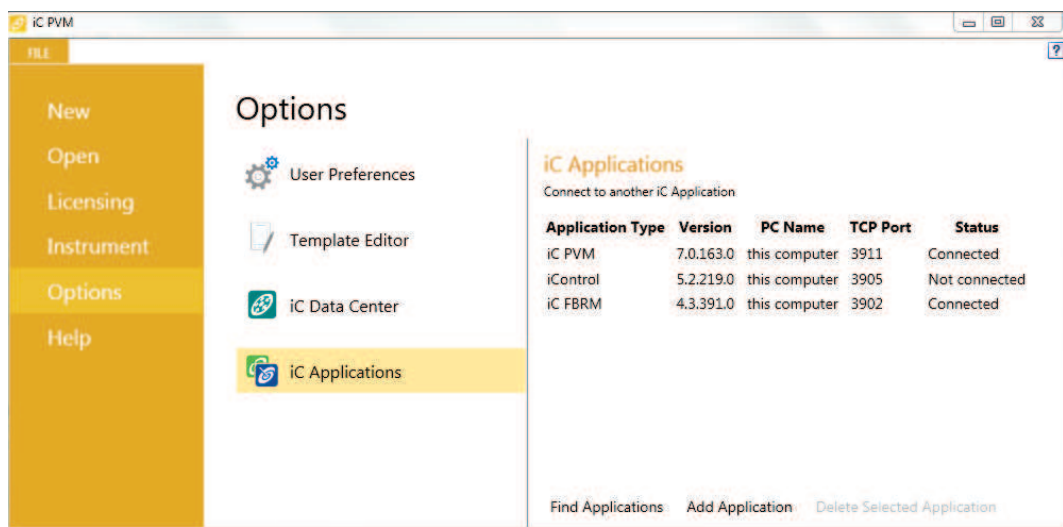 iC PVM
FILE
New
Open
Licensing
Instrument
Options
Help
Options
User Preferences
Template Editor
iC Data Center
iC Applications
iC Applications
Connect to another iC Application
Application Type Version PC Name TCP Port Status
iC PVM 7.0.163.0 this computer 3911 Connected
iControl 5.2.219.0 this computer 3905 Not connected
iC FBRM 4.3.391.0 this computer 3902 Connected
Find Applications Add Application Delete Selected Application